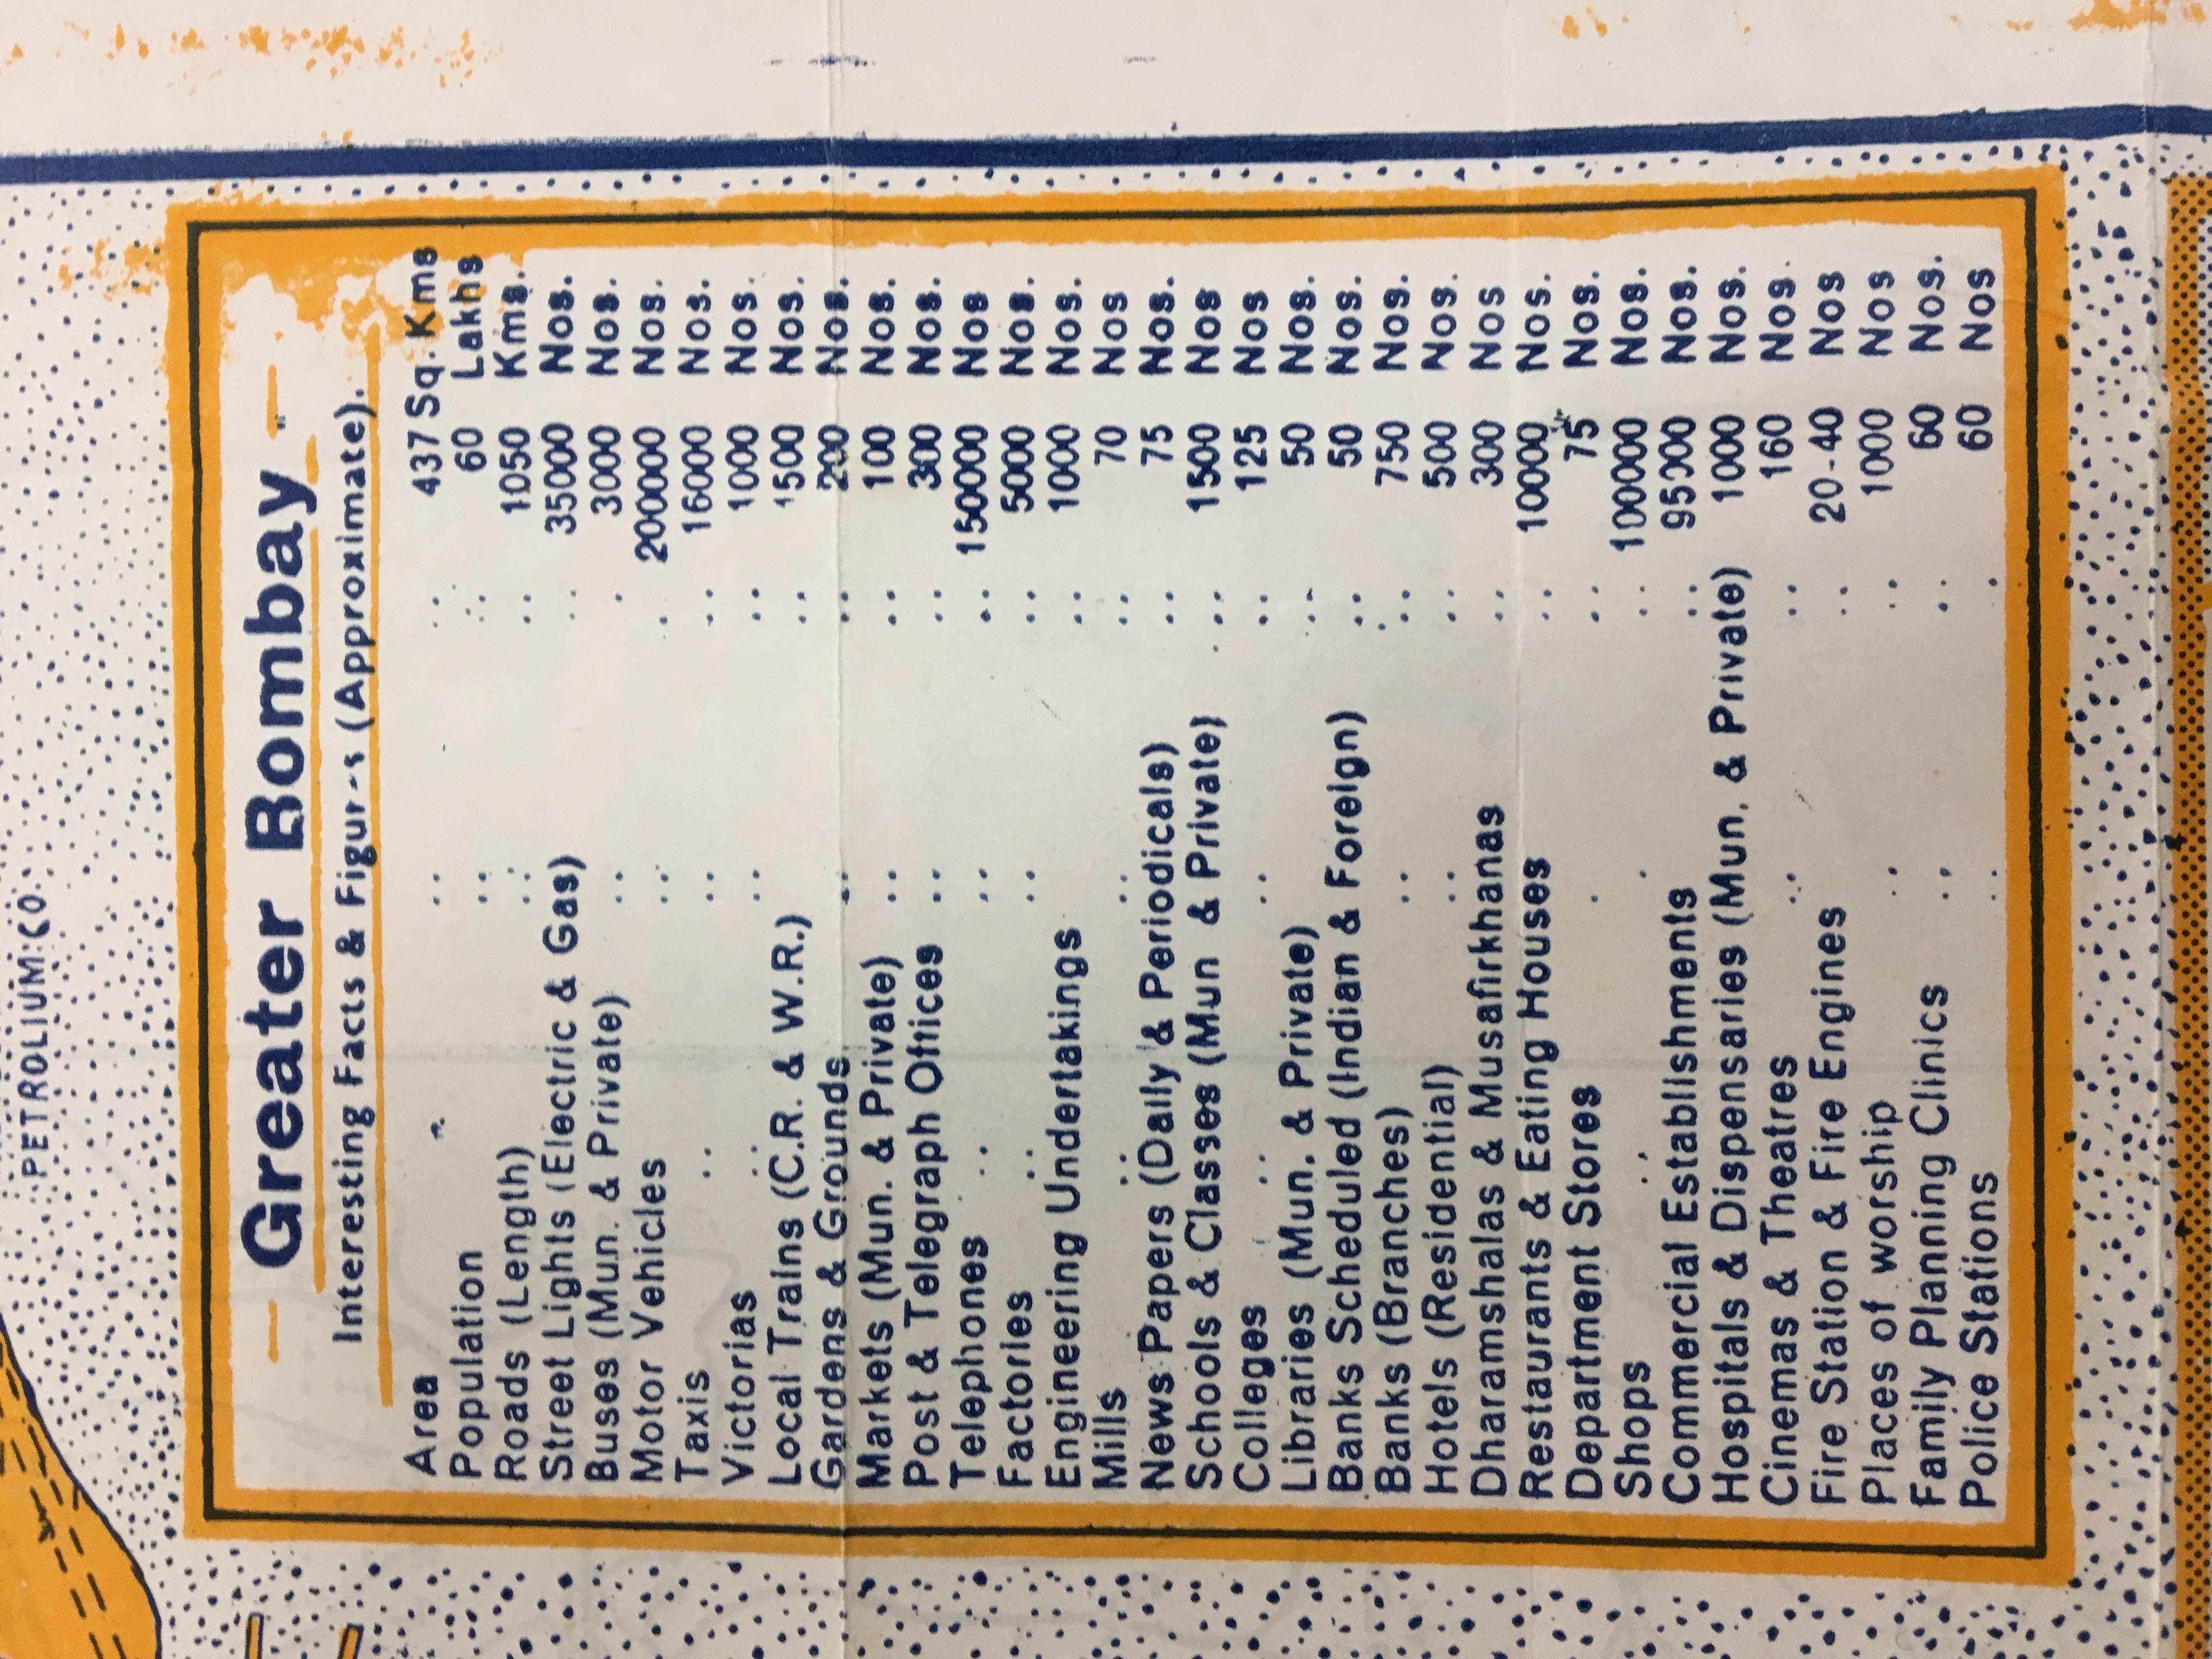 PETROLIUM.CO.
Greater Bombay
Interesting Facts & Figures (Approximate).
Area .. .. 437 Sq. Kms
Population .. .. 60 Lakhs
Roads (Length) .. .. 1050 Kms.
Street Lights (Electric & Gas) .. 35000 Nos.
Buses (Mun. & Private) .. . 3000 Nos.
Motor Vehicles .. . 200000 Nos.
Taxis .. .. .. 16000 Nos.
Victorias .. .. .. 1000 Nos.
Local Trains (C.R. & W.R.) .. 1500 Nos.
Gardens & Grounds .. .. 200 Nos.
Markets (Mun. & Private) .. .. 100 Nos.
Post & Telegraph Offices .. .. 300 Nos.
Telephones .. .. .. 150000 Nos
Factories .. .. .. 5000 Nos.
Engineering Undertakings .. 1000 Nos.
Mills .. .. .. 70 Nos
News Papers (Daily & Periodicals) .. 75 Nos.
Schools & Classes (Mun & Private) . .. 1500 Nos
Colleges .. .. .. 125 Nos
Libraries (Mun. & Private) .. 50 Nos.
Banks Scheduled (Indian & Foreign) .. 50 Nos.
Banks (Branches) .. .. 750 Nos.
Hotels (Residential) .. .. 500 Nos.
Dharamshalas & Musafirkhanas .. 300 Nos
Restaurants & Eating Houses .. 10000 Nos.
Department Stores . .. 75 Nos.
Shops .. . .. 100000 Nos.
Commercial Establishments .. 95000 Nos.
Hospitals & Dispensaries (Mun. & Private) 1000 Nos.
Cinemas & Theatres .. .. 160 Nos.
Fire Station & Fire Engines .. 20-40 Nos
Places of worship .. .. 1000 Nos
Family Planning Clinics .. .. 60 Nos.
Police Stations .. . 60 Nos